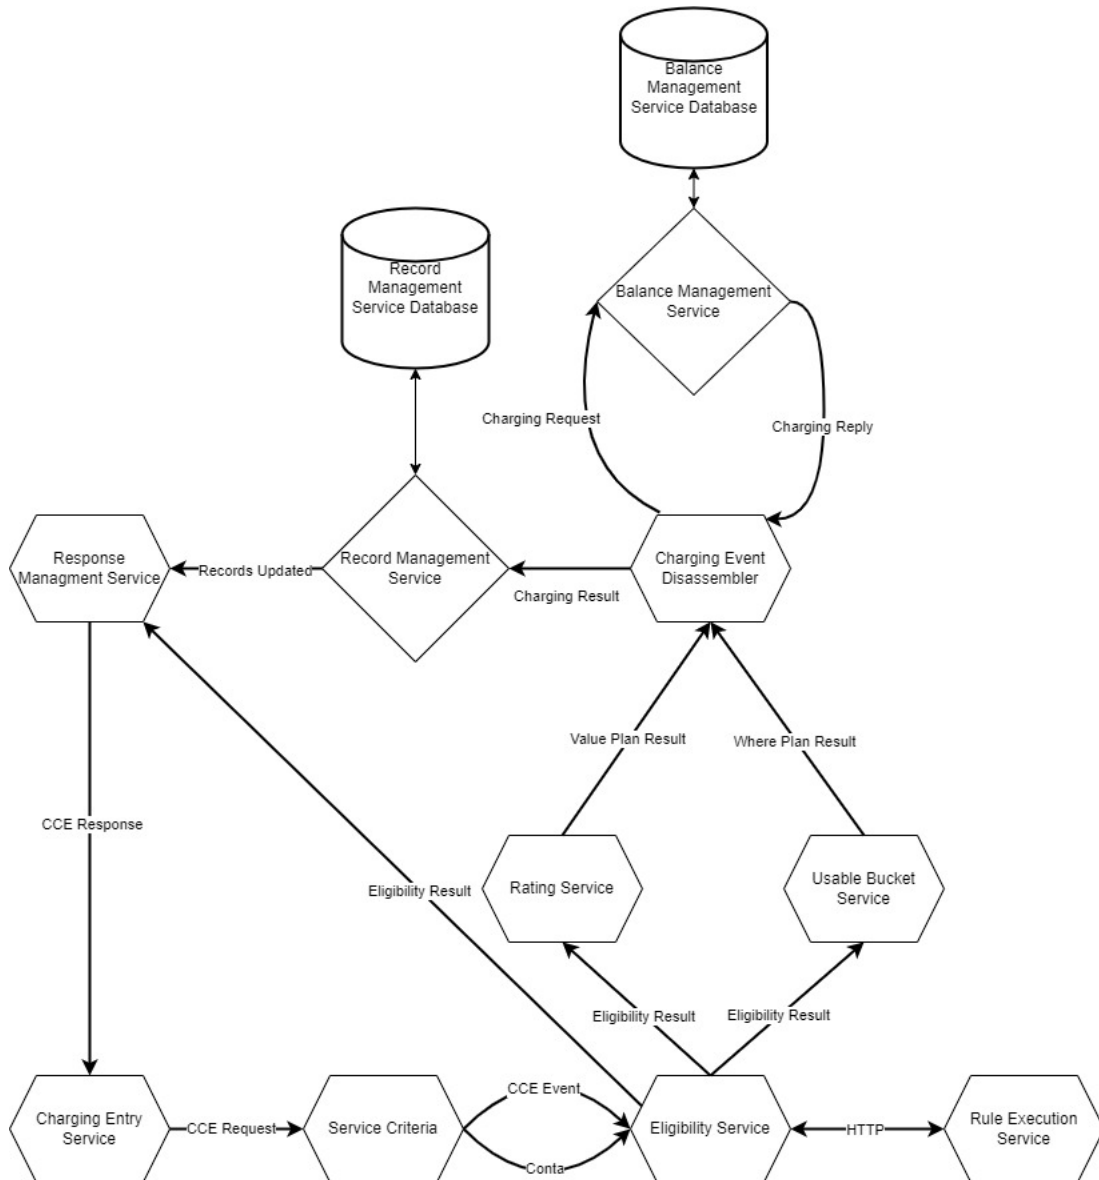 Balance
Management
Service Database
Record
Management
Service Database
Balance Management
Service
Charging Request
Charging Reply
Response
Managment Service
Records Updated
Record Management
Service
Charging Result
Charging Event
Disassembler
Value Plan Result
Where Plan Result
CCE Response
Eligibility Result
Rating Service
Usable Bucket
Service
Eligibility Result
Eligibility Result
Charging Entry
Service
CCE Request
Service Criteria
CCE Event
Conta
Eligibility Service
HTTP
Rule Execution
Service